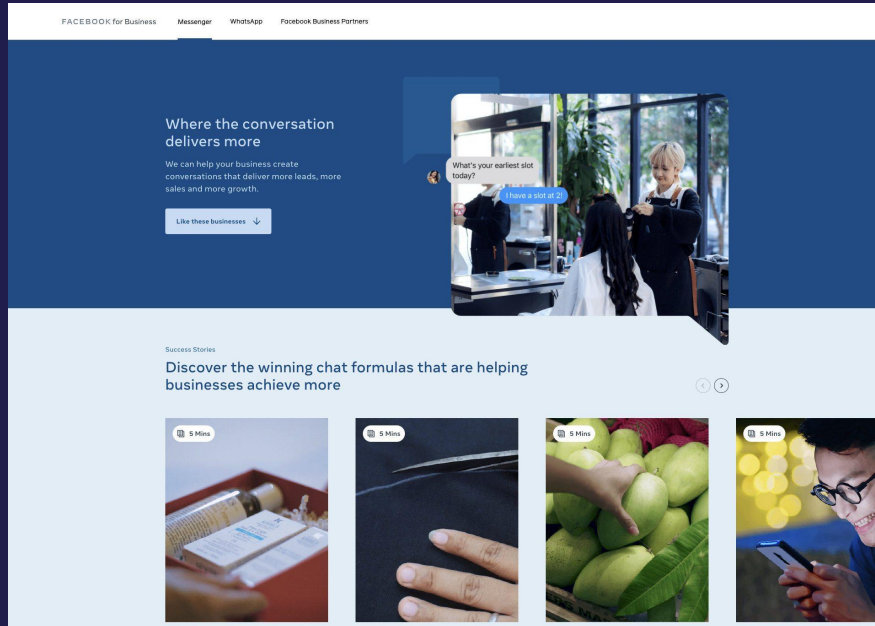 FACEBOOK for Business
Messenger
WhatsApp
Facebook Business Partners
Where the conversation
delivers more
We can help your business create
conversations that deliver more leads, more
sales and more growth.
Like these businesses
What's your earliest slot
today?
I have a slot at 2!
Success Stories
Discover the winning chat formulas that are helping
businesses achieve more
5 Mins
5 Mins
5 Mins
5 Mins